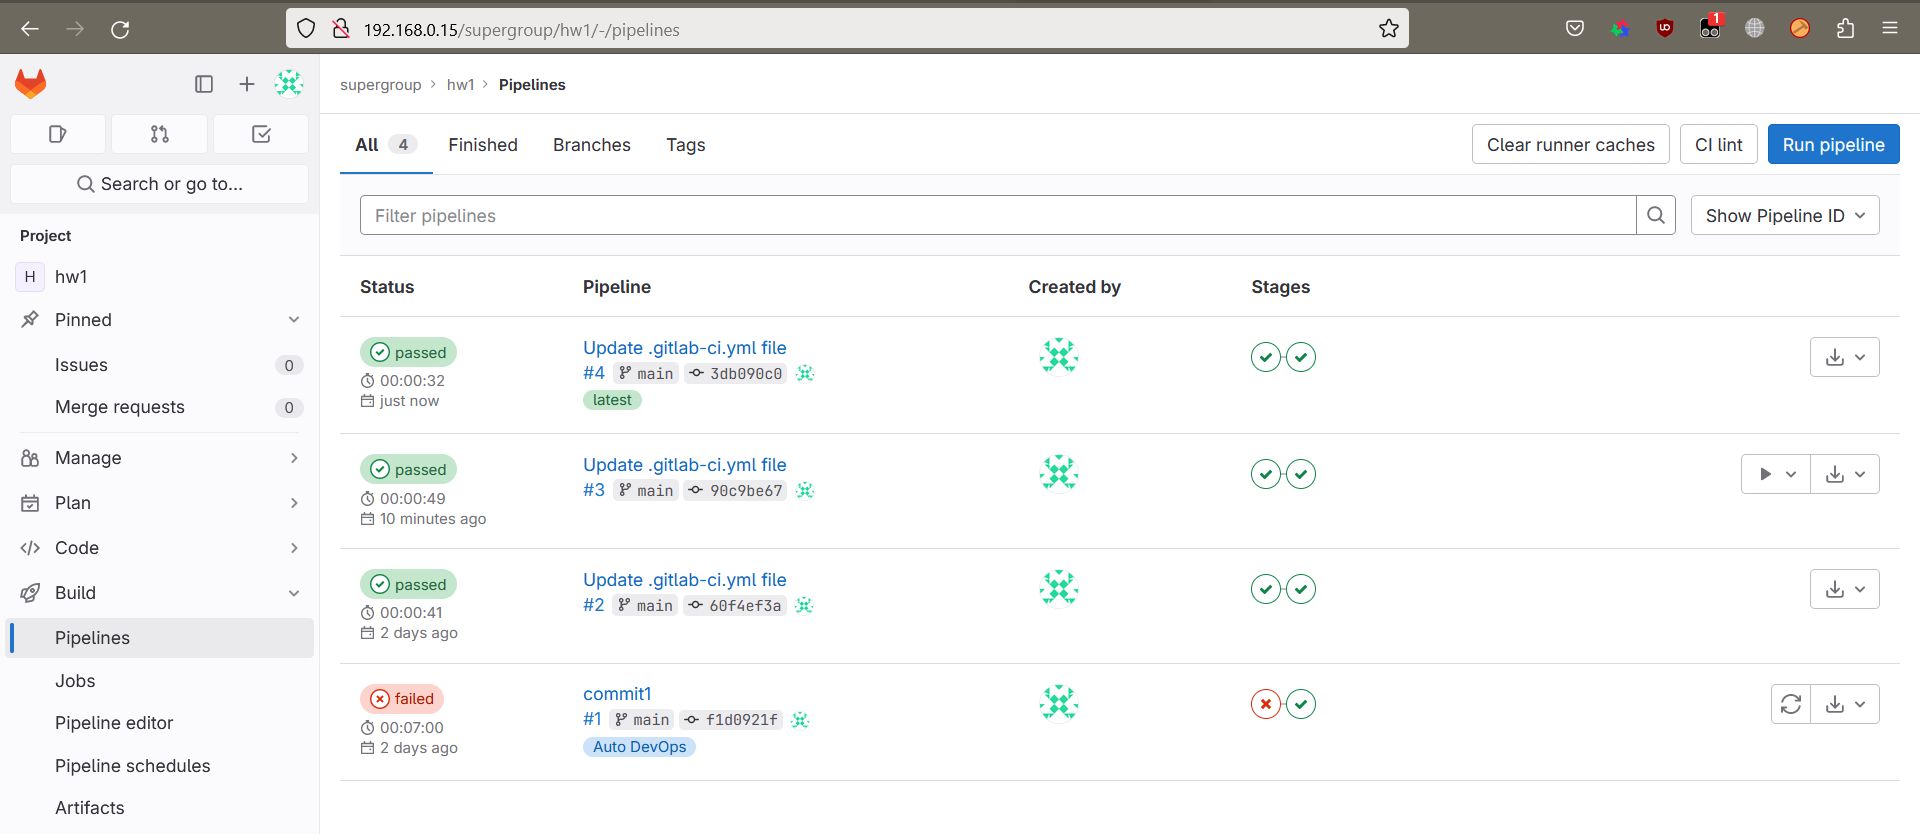 192.168.0.15/supergroup/hw1/-/pipelines
1
supergroup > hw1 > Pipelines
All 4 Finished Branches Tags
Clear runner caches CI lint Run pipeline
Search or go to...
Filter pipelines
Show Pipeline ID
Project
H hw1
Pinned
Issues 0
Merge requests 0
Manage
Plan
Code
Build
Pipelines
Jobs
Pipeline editor
Pipeline schedules
Artifacts
Status Pipeline Created by Stages
passed
00:00:32
just now
Update .gitlab-ci.yml file
#4 main 3db090c0
latest
passed
00:00:49
10 minutes ago
Update .gitlab-ci.yml file
#3 main 90c9be67
passed
00:00:41
2 days ago
Update .gitlab-ci.yml file
#2 main 60f4ef3a
failed
00:07:00
2 days ago
commit1
#1 main f1d0921f
Auto DevOps